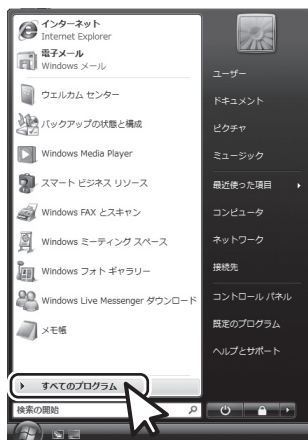 インターネット
Internet Explorer
電子メール
Windows メール
ウェルカム センター
バックアップの状態と構成
Windows Media Player
スマート ビジネス リソース
Windows FAX とスキャン
Windows ミーティング スペース
Windows フォト ギャラリー
Windows Live Messenger ダウンロード
メモ帳
すべてのプログラム
検索の開始
ユーザー
ドキュメント
ピクチャ
ミュージック
最近使った項目
コンピュータ
ネットワーク
接続先
コントロール パネル
既定のプログラム
ヘルプとサポート